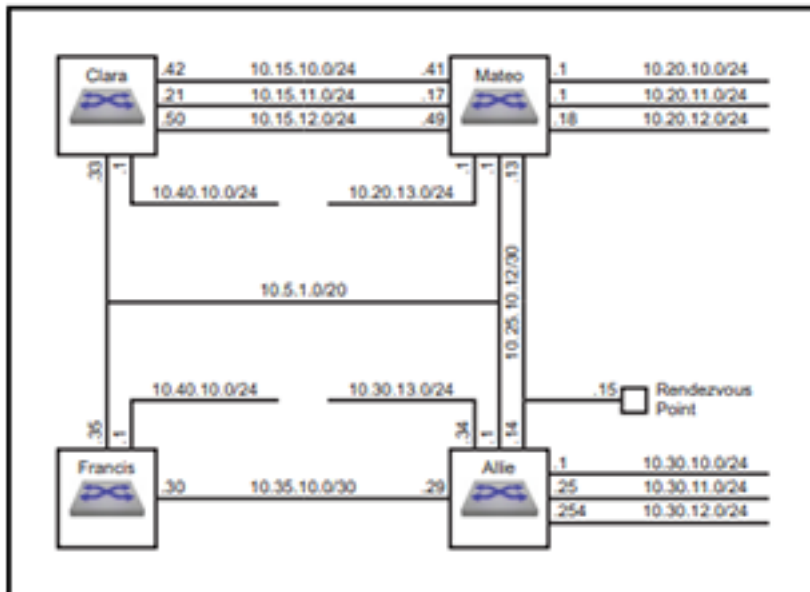 Clara
.42 10.15.10.0/24 .41
Mateo
.1 10.20.10.0/24
.21 10.15.11.0/24 .17
.1 10.20.11.0/24
.50 10.15.12.0/24 .49
.18 10.20.12.0/24
.33
.1
.1
.1
.13
10.40.10.0/24
10.20.13.0/24
10.25.10.12/30
10.5.1.0/20
10.40.10.0/24
10.30.13.0/24
.15
Rendezvous
Point
.35
.1
.34
.1
.14
Francis
Allie
.1 10.30.10.0/24
.30 10.35.10.0/30 .29
.25 10.30.11.0/24
.254 10.30.12.0/24